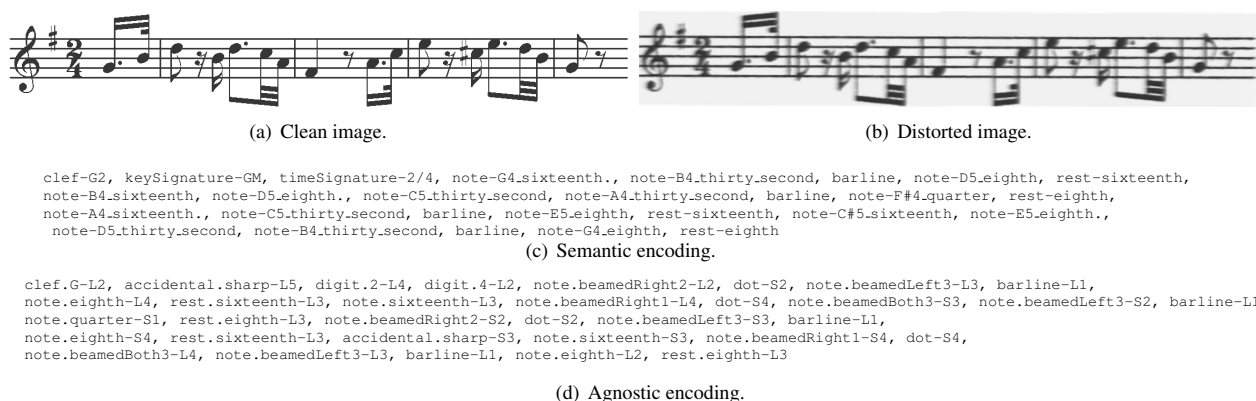 (a) Clean image.
(b) Distorted image.
clef-G2, keySignature-GM, timeSignature-2/4, note-G4_sixteenth., note-B4_thirty_second, barline, note-D5_eighth, rest-sixteenth,
note-B4_sixteenth, note-D5_eighth., note-C5_thirty_second, note-A4_thirty_second, barline, note-F#4_quarter, rest-eighth,
note-A4_sixteenth., note-C5_thirty_second, barline, note-E5_eighth, rest-sixteenth, note-C#5_sixteenth, note-E5_eighth.,
note-D5_thirty_second, note-B4_thirty_second, barline, note-G4_eighth, rest-eighth
(c) Semantic encoding.
clef.G-L2, accidental.sharp-L5, digit.2-L4, digit.4-L2, note.beamedRight2-L2, dot-S2, note.beamedLeft3-L3, barline-L1,
note.eighth-L4, rest.sixteenth-L3, note.sixteenth-L3, note.beamedRight1-L4, dot-S4, note.beamedBoth3-S3, note.beamedLeft3-S2, barline-L1
note.quarter-S1, rest.eighth-L3, note.beamedRight2-S2, dot-S2, note.beamedLeft3-S3, barline-L1,
note.eighth-S4, rest.sixteenth-L3, accidental.sharp-S3, note.sixteenth-S3, note.beamedRight1-S4, dot-S4,
note.beamedBoth3-L4, note.beamedLeft3-L3, barline-L1, note.eighth-L2, rest.eighth-L3
(d) Agnostic encoding.